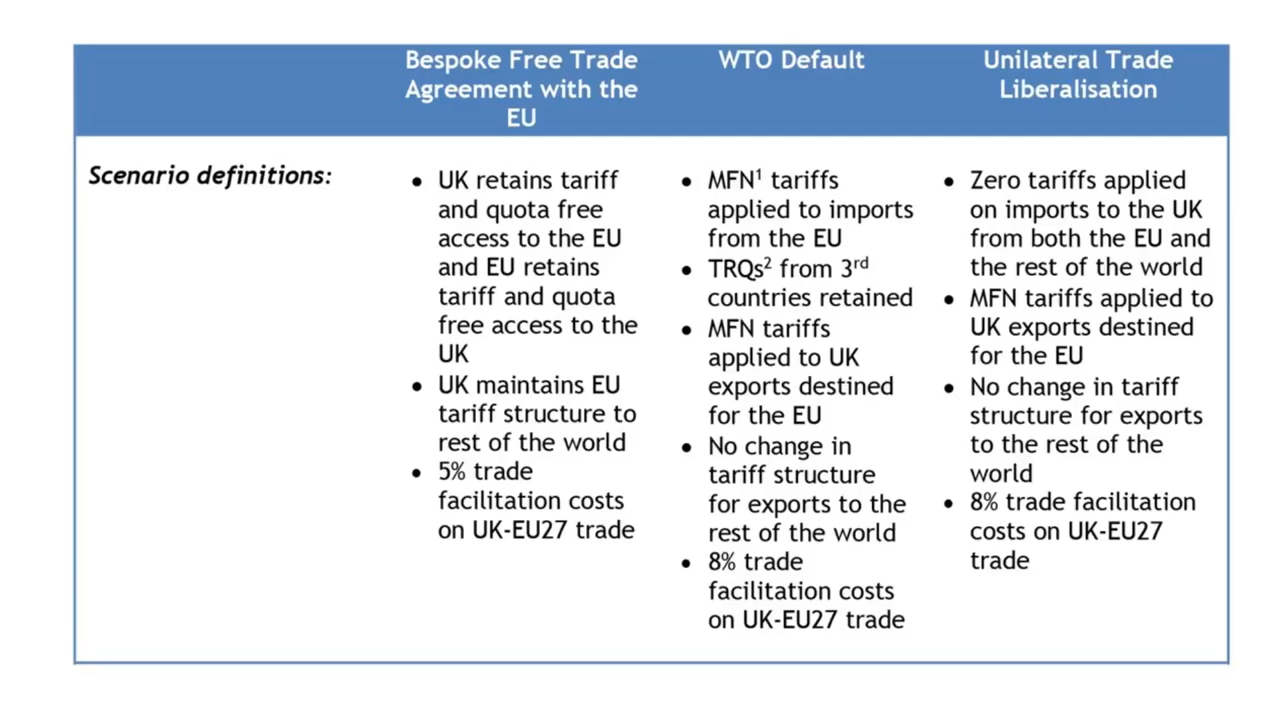 Bespoke Free Trade
Agreement with the
EU
WTO Default
Unilateral Trade
Liberalisation
Scenario definitions:
• UK retains tariff
and quota free
access to the EU
and EU retains
tariff and quota
free access to the
UK
• UK maintains EU
tariff structure to
rest of the world
• 5% trade
facilitation costs
on UK-EU27 trade
• MFN¹ tariffs
applied to imports
from the EU
• TRQs² from 3rd
countries retained
• MFN tariffs
applied to UK
exports destined
for the EU
• No change in
tariff structure
for exports to the
rest of the world
• 8% trade
facilitation costs
on UK-EU27 trade
• Zero tariffs applied
on imports to the UK
from both the EU and
the rest of the world
• MFN tariffs applied to
UK exports destined
for the EU
• No change in tariff
structure for exports
to the rest of the
world
• 8% trade facilitation
costs on UK-EU27
trade